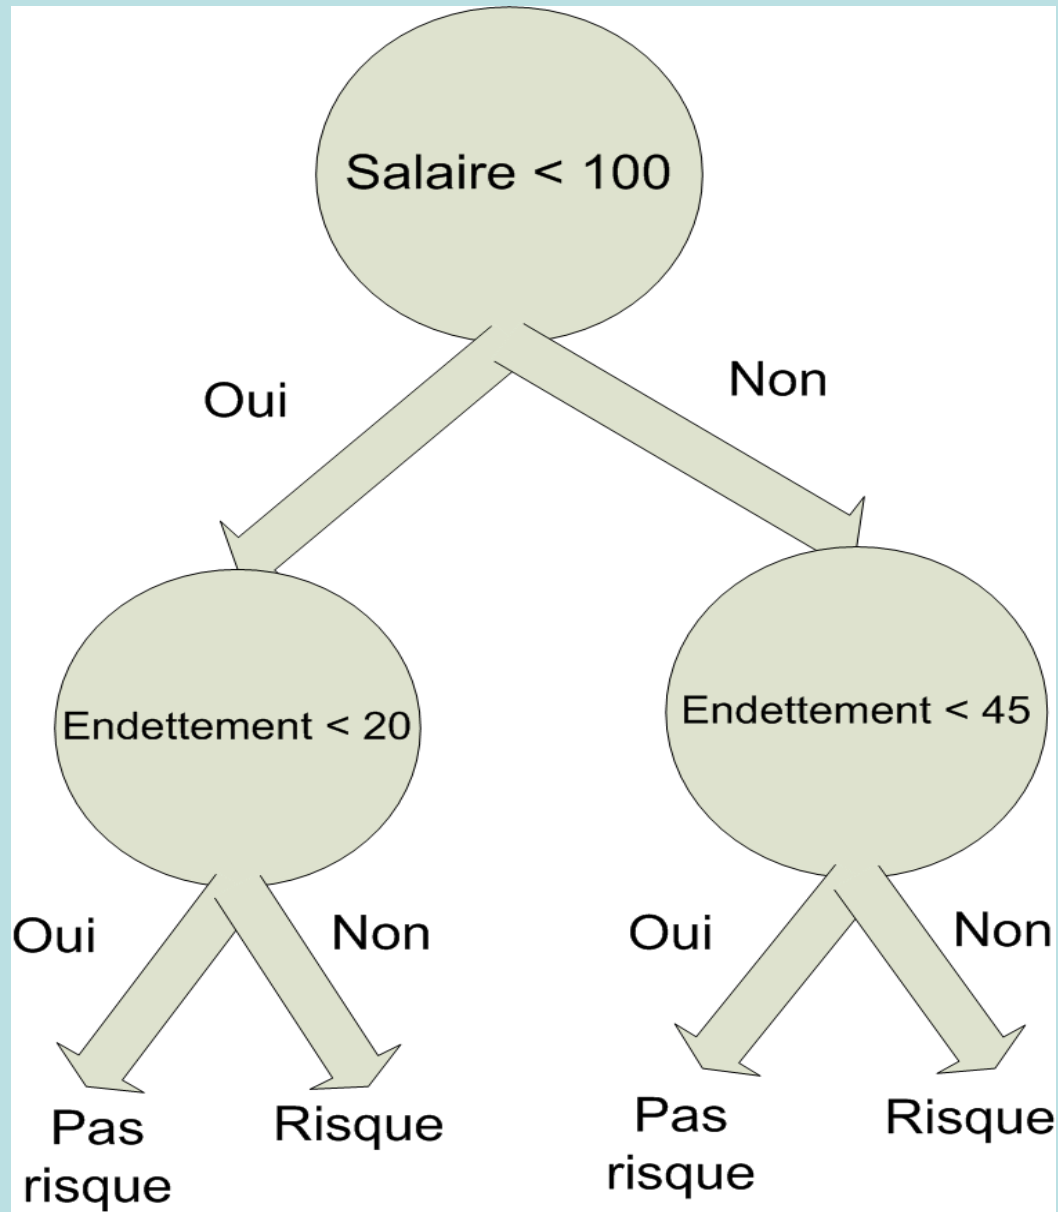 Salaire < 100
Oui
Non
Endettement < 20
Endettement < 45
Oui
Non
Oui
Non
Pas
risque
Risque
Pas
risque
Risque